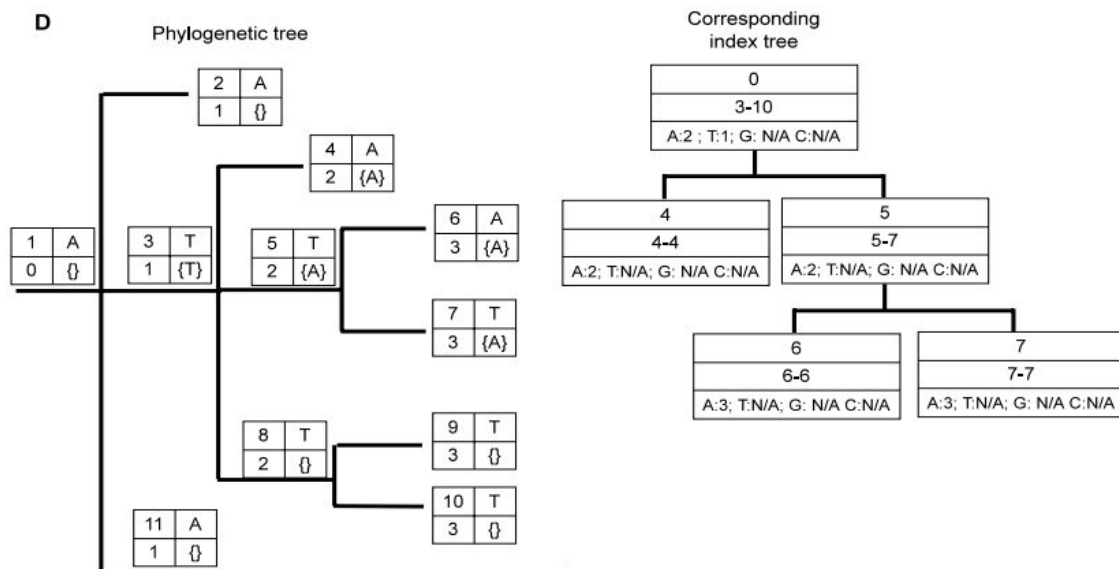 D
Phylogenetic tree
2 A
1 {}
4 A
2 {A}
6 A
3 {A}
1 A
0 {}
3 T
1 {T}
5 T
2 {A}
7 T
3 {A}
8 T
2 {}
9 T
3 {}
10 T
3 {}
11 A
1 {}
Corresponding
index tree
0
3-10
A:2 ; T:1; G: N/A C:N/A
4
4-4
A:2; T:N/A; G: N/A C:N/A
5
5-7
A:2; T:N/A; G: N/A C:N/A
6
6-6
A:3; T:N/A; G: N/A C:N/A
7
7-7
A:3; T:N/A; G: N/A C:N/A